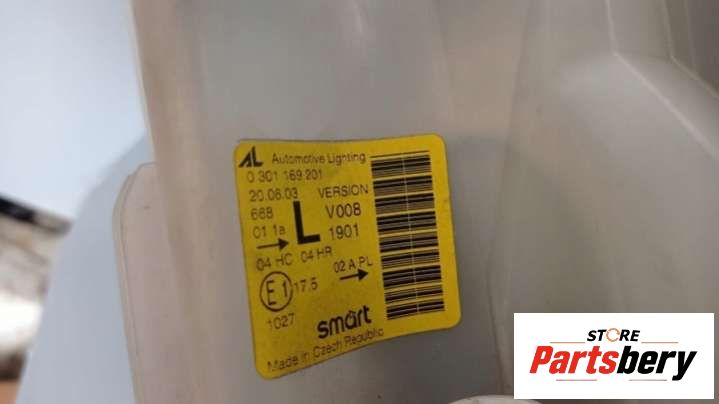 AL Automotive Lighting
0 301 169 201
20.06.03 VERSION
668 L V008
01 1a 1901
04 HC 04 HR
E1 17.5 02 A PL
1027 smart
Made in Czech Republic
STORE
Partsbery